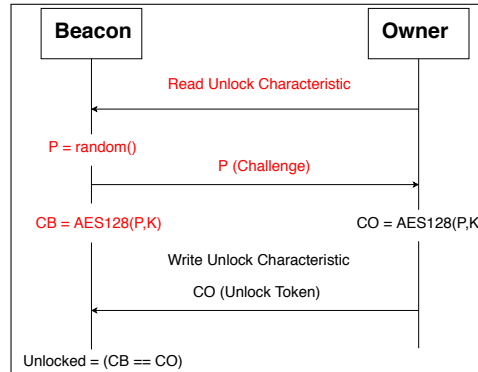 Beacon
Owner
Read Unlock Characteristic
P = random()
P (Challenge)
CB = AES128(P,K)
CO = AES128(P,K
Write Unlock Characteristic
CO (Unlock Token)
Unlocked = (CB == CO)